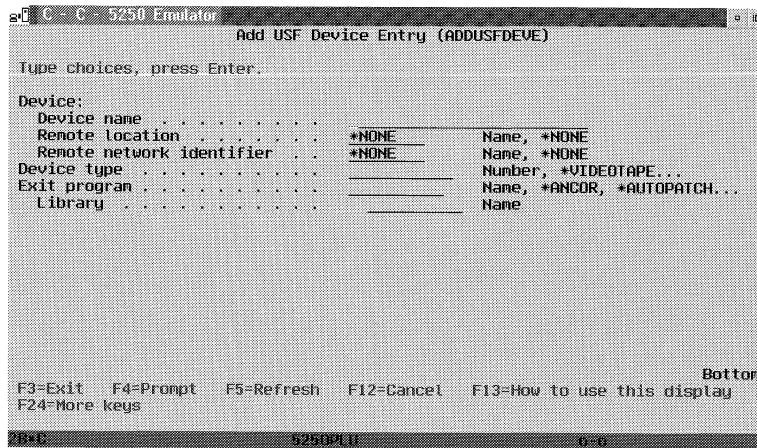 C - C - 5250 Emulator
Add USF Device Entry (ADDUSFDEVE)
Type choices, press Enter.
Device:
Device name . . . . . . . . .
Remote location . . . . . . . *NONE Name, *NONE
Remote network identifier . . *NONE Name, *NONE
Device type . . . . . . . . . . Number, *VIDEOTAPE...
Exit program . . . . . . . . . . Name, *ANCOR, *AUTOPATCH...
Library . . . . . . . . . . . Name
Bottom
F3=Exit F4=Prompt F5=Refresh F12=Cancel F13=How to use this display
F24=More keys